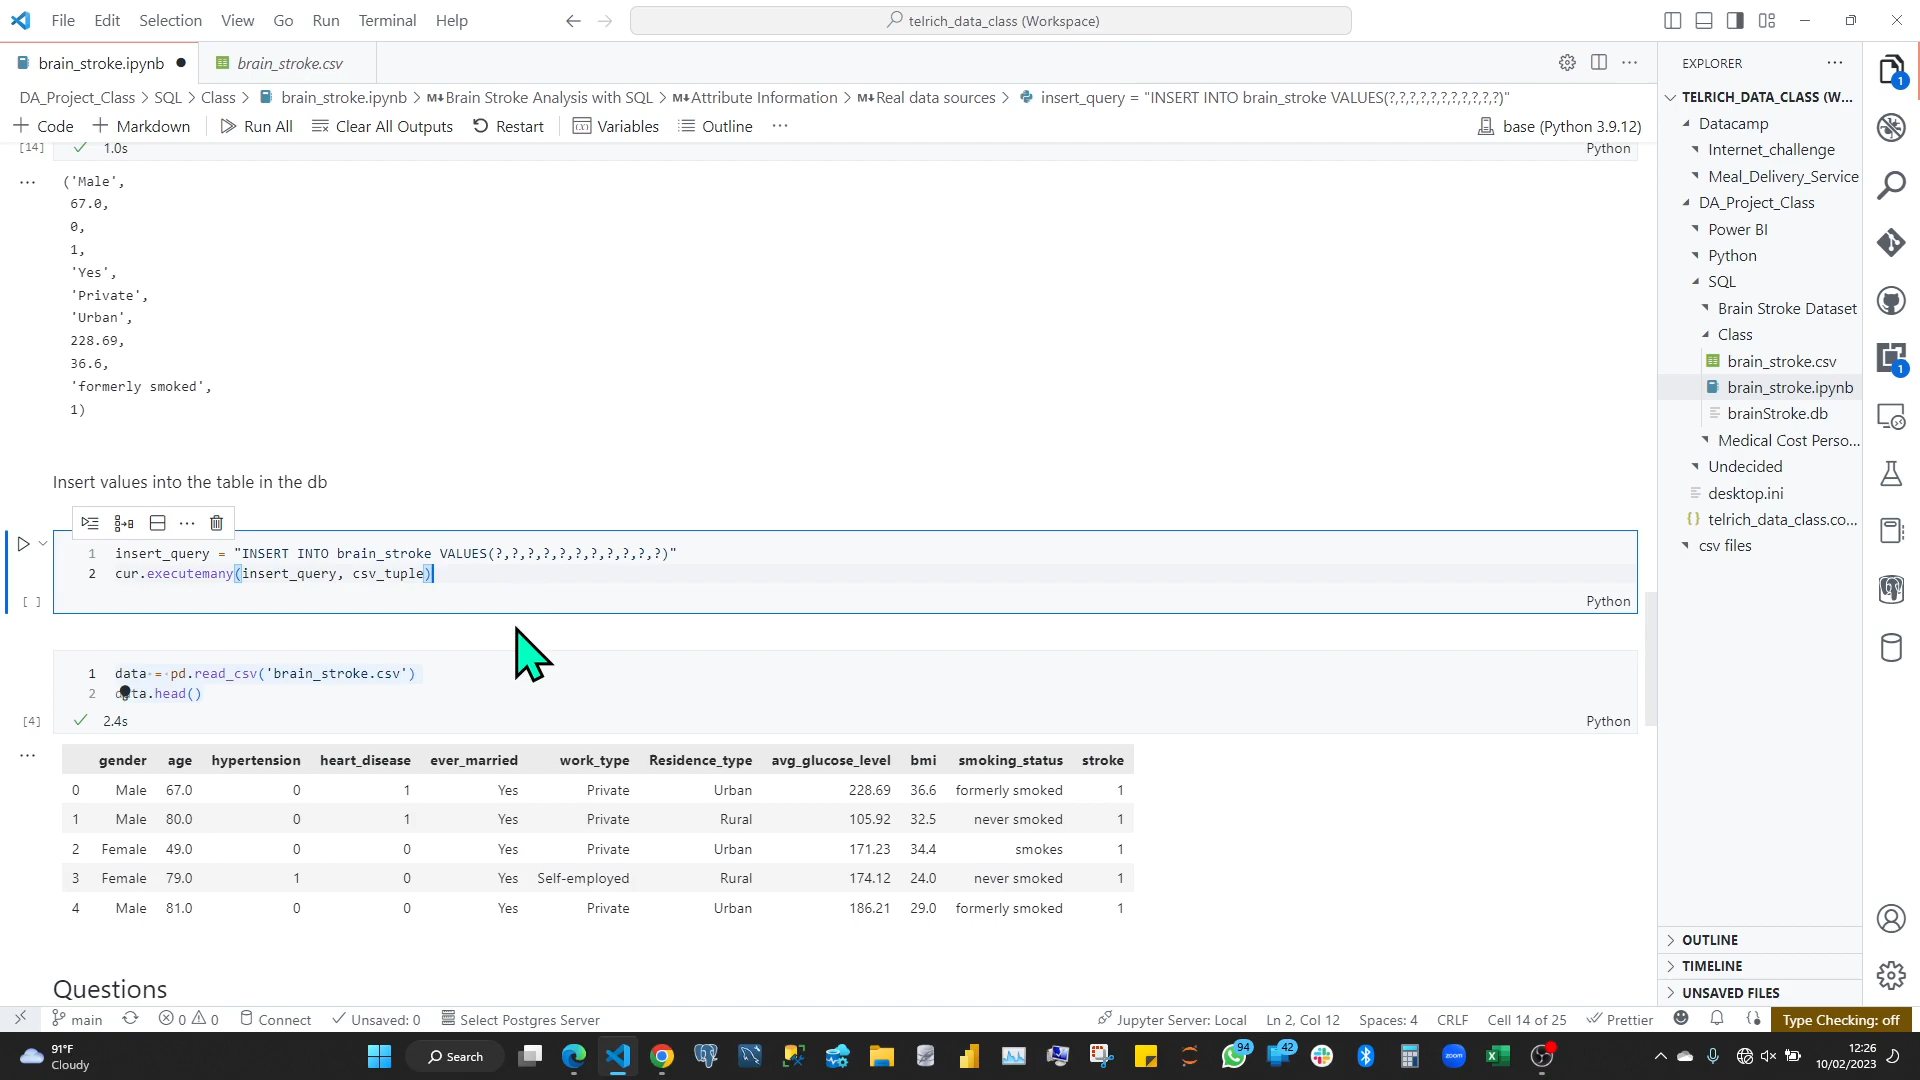 File Edit Selection View Go Run Terminal Help
telrich_data_class (Workspace)
brain_stroke.ipynb
brain_stroke.csv
DA_Project_Class > SQL > Class > brain_stroke.ipynb > M↓Brain Stroke Analysis with SQL > M↓Attribute Information > M↓Real data sources > insert_query = "INSERT INTO brain_stroke VALUES(?,?,?,?,?,?,?,?,?,?,?)"
Code Markdown Run All Clear All Outputs Restart Variables Outline ...
base (Python 3.9.12)
[14] 1.0s Python
('Male',
67.0,
0,
1,
'Yes',
'Private',
'Urban',
228.69,
36.6,
'formerly smoked',
1)
Insert values into the table in the db
1 insert_query = "INSERT INTO brain_stroke VALUES(?,?,?,?,?,?,?,?,?,?,?)"
2 cur.executemany(insert_query, csv_tuple)
[ ] Python
1 data = pd.read_csv('brain_stroke.csv')
2 data.head()
[4] 2.4s Python
gender age hypertension heart_disease ever_married work_type Residence_type avg_glucose_level bmi smoking_status stroke
0 Male 67.0 0 1 Yes Private Urban 228.69 36.6 formerly smoked 1
1 Male 80.0 0 1 Yes Private Rural 105.92 32.5 never smoked 1
2 Female 49.0 0 0 Yes Private Urban 171.23 34.4 smokes 1
3 Female 79.0 1 0 Yes Self-employed Rural 174.12 24.0 never smoked 1
4 Male 81.0 0 0 Yes Private Urban 186.21 29.0 formerly smoked 1
Questions
EXPLORER
TELRICH_DATA_CLASS (W...
Datacamp
Internet_challenge
Meal_Delivery_Service
DA_Project_Class
Power BI
Python
SQL
Brain Stroke Dataset
Class
brain_stroke.csv
brain_stroke.ipynb
brainStroke.db
Medical Cost Perso...
Undecided
desktop.ini
telrich_data_class.co...
csv files
OUTLINE
TIMELINE
UNSAVED FILES
1
1
main 0 0 Connect Unsaved: 0 Select Postgres Server
Jupyter Server: Local Ln 2, Col 12 Spaces: 4 CRLF Cell 14 of 25 Prettier Type Checking: off
91°F
Cloudy
Search
94
42
zoom
12:26
10/02/2023